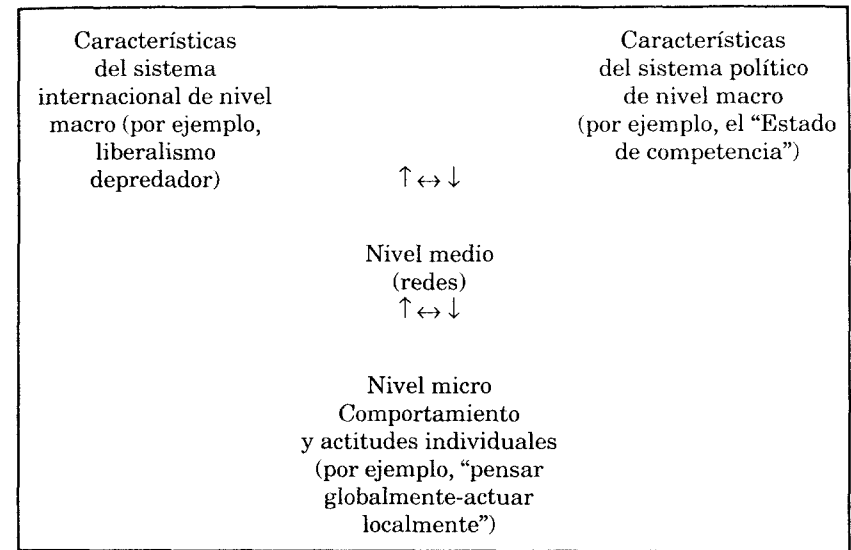 Características
del sistema
internacional de nivel
macro (por ejemplo,
liberalismo
depredador)
Características
del sistema político
de nivel macro
(por ejemplo, el “Estado
de competencia”)
↑ ↔ ↓
Nivel medio
(redes)
↑ ↔ ↓
Nivel micro
Comportamiento
y actitudes individuales
(por ejemplo, “pensar
globalmente-actuar
localmente”)